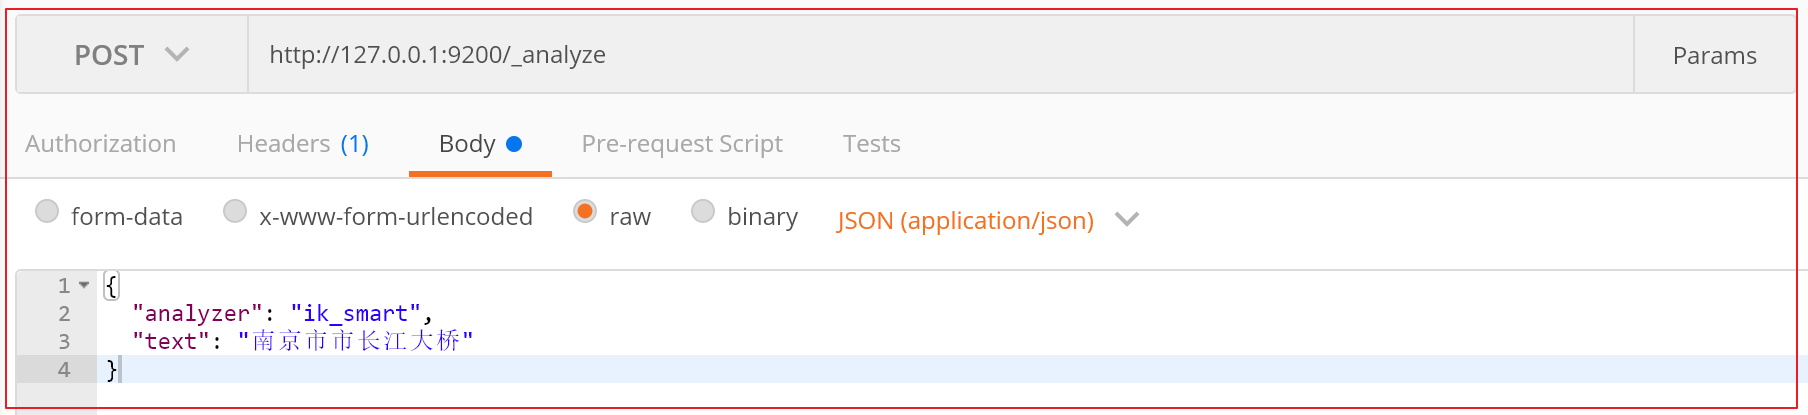 POST http://127.0.0.1:9200/_analyze Params
Authorization Headers (1) Body Pre-request Script Tests
form-data x-www-form-urlencoded raw binary JSON (application/json)
1 {
2 "analyzer": "ik_smart",
3 "text": "南京市市长江大桥"
4 }